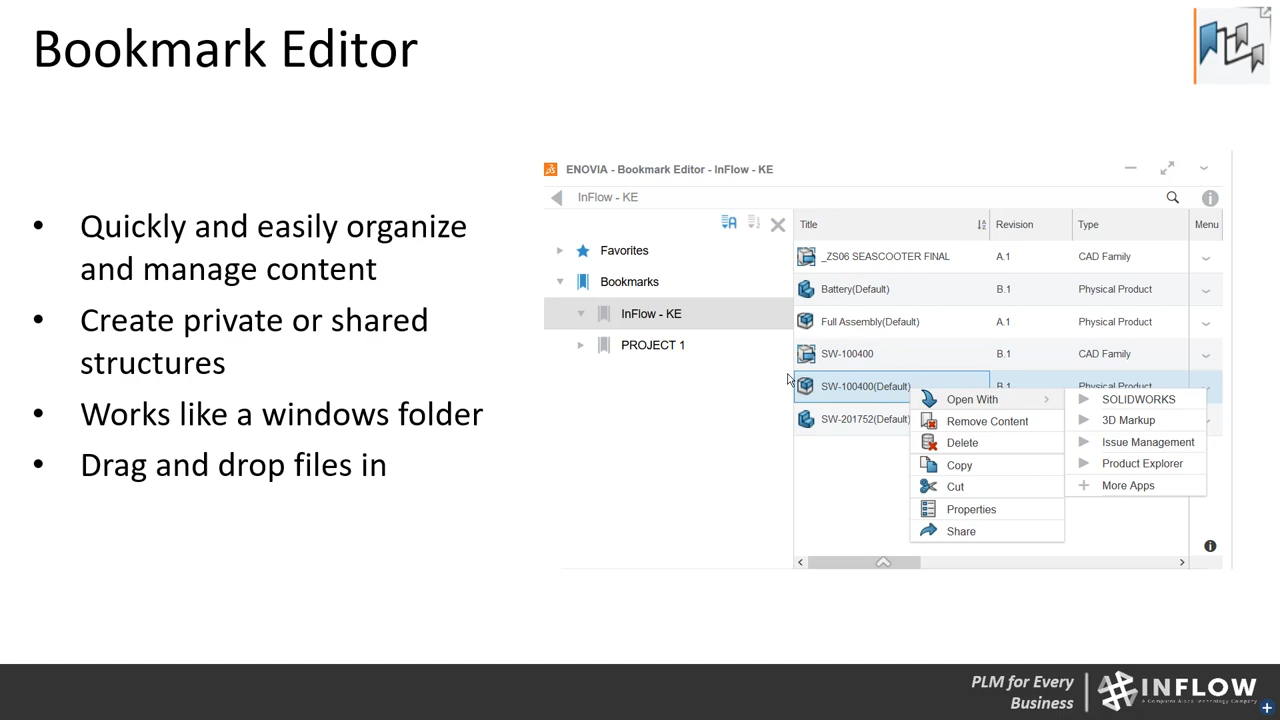 Bookmark Editor
• Quickly and easily organize
and manage content
• Create private or shared
structures
• Works like a windows folder
• Drag and drop files in
ENOVIA - Bookmark Editor - InFlow - KE
InFlow - KE
Favorites
Bookmarks
InFlow - KE
PROJECT 1
Title Revision Type Menu
_ZS06 SEASCOOTER FINAL A.1 CAD Family
Battery(Default) B.1 Physical Product
Full Assembly(Default) A.1 Physical Product
SW-100400 B.1 CAD Family
SW-100400(Default) B.1 Physical Product
SW-201752(Default)
Open With
Remove Content
Delete
Copy
Cut
Properties
Share
SOLIDWORKS
3D Markup
Issue Management
Product Explorer
More Apps
PLM for Every
Business
INFLOW